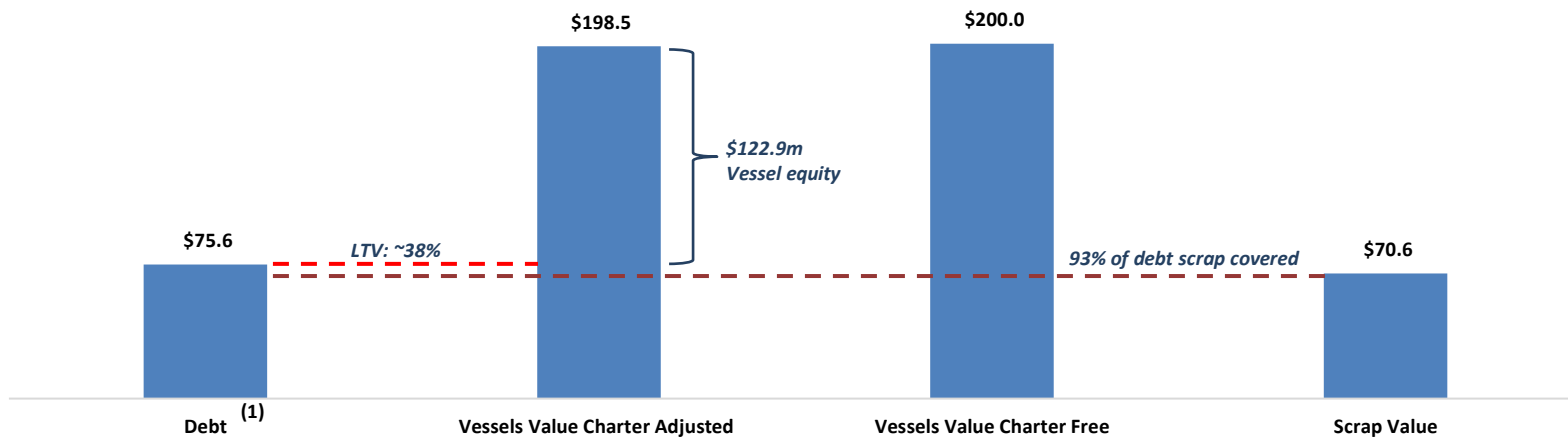 $198.5
$200.0
$122.9m
Vessel equity
$75.6
LTV: ~38%
93% of debt scrap covered
$70.6
Debt (1)
Vessels Value Charter Adjusted
Vessels Value Charter Free
Scrap Value